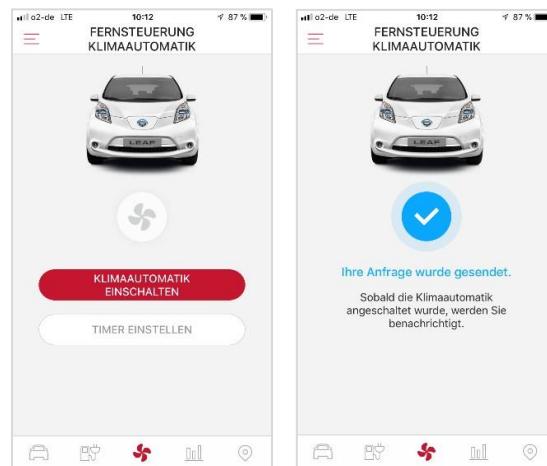 o2-de LTE 10:12 87 %
FERNSTEUERUNG
KLIMAAUTOMATIK
LEAF
KLIMAAUTOMATIK
EINSCHALTEN
TIMER EINSTELLEN
o2-de LTE 10:12 87 %
FERNSTEUERUNG
KLIMAAUTOMATIK
LEAF
Ihre Anfrage wurde gesendet.
Sobald die Klimaautomatik
angeschaltet wurde, werden Sie
benachrichtigt.